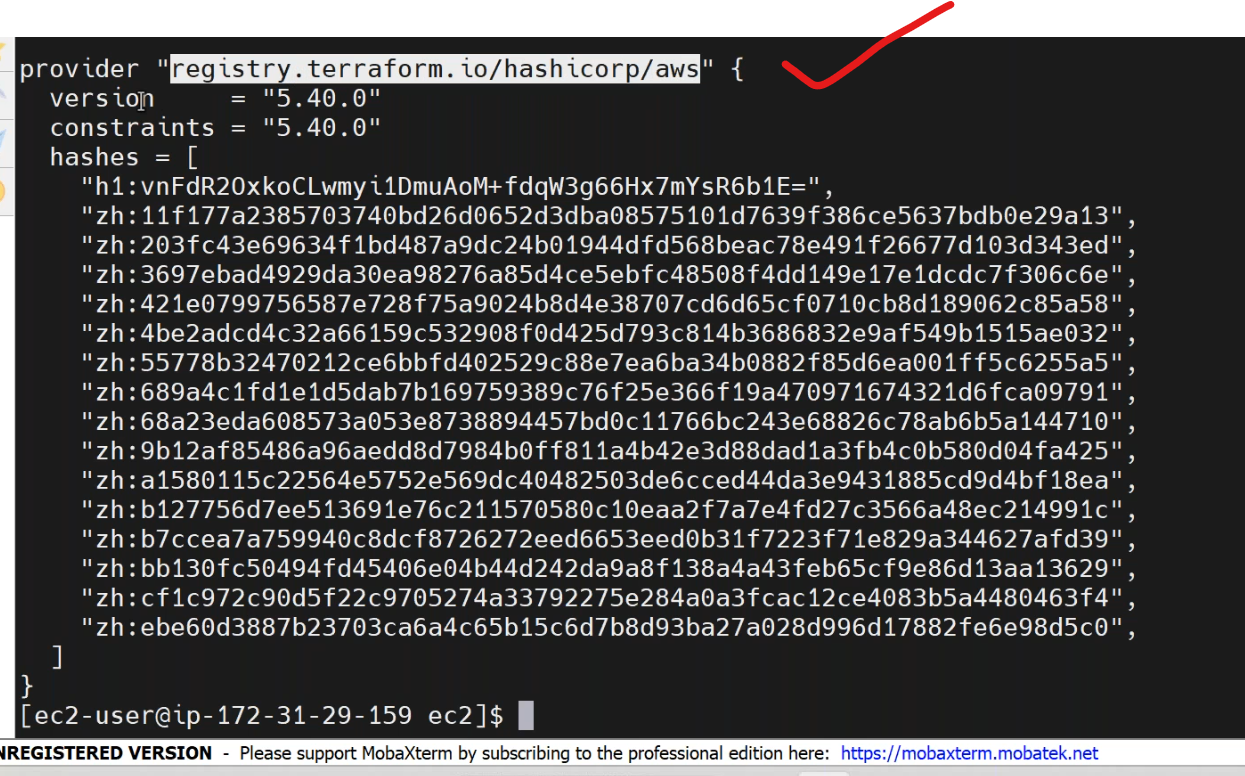 provider "registry.terraform.io/hashicorp/aws" {
  version     = "5.40.0"
  constraints = "5.40.0"
  hashes = [
    "h1:vnFdR2OxkoCLwmyi1DmuAoM+fdqW3g66Hx7mYsR6b1E=",
    "zh:11f177a2385703740bd26d0652d3dba08575101d7639f386ce5637bdb0e29a13",
    "zh:203fc43e69634f1bd487a9dc24b01944dfd568beac78e491f26677d103d343ed",
    "zh:3697ebad4929da30ea98276a85d4ce5ebfc48508f4dd149e17e1dcdc7f306c6e",
    "zh:421e0799756587e728f75a9024b8d4e38707cd6d65cf0710cb8d189062c85a58",
    "zh:4be2adcd4c32a66159c532908f0d425d793c814b3686832e9af549b1515ae032",
    "zh:55778b32470212ce6bbfd402529c88e7ea6ba34b0882f85d6ea001ff5c6255a5",
    "zh:689a4c1fd1e1d5dab7b169759389c76f25e366f19a470971674321d6fca09791",
    "zh:68a23eda608573a053e8738894457bd0c11766bc243e68826c78ab6b5a144710",
    "zh:9b12af85486a96aedd8d7984b0ff811a4b42e3d88dad1a3fb4c0b580d04fa425",
    "zh:a1580115c22564e5752e569dc40482503de6cced44da3e9431885cd9d4bf18ea",
    "zh:b127756d7ee513691e76c211570580c10eaa2f7a7e4fd27c3566a48ec214991c",
    "zh:b7ccea7a759940c8dcf8726272eed6653eed0b31f7223f71e829a344627afd39",
    "zh:bb130fc50494fd45406e04b44d242da9a8f138a4a43feb65cf9e86d13aa13629",
    "zh:cf1c972c90d5f22c9705274a33792275e284a0a3fcac12ce4083b5a4480463f4",
    "zh:ebe60d3887b23703ca6a4c65b15c6d7b8d93ba27a028d996d17882fe6e98d5c0",
  ]
}
[ec2-user@ip-172-31-29-159 ec2]$
NREGISTERED VERSION - Please support MobaXterm by subscribing to the professional edition here: https://mobaxterm.mobatek.net